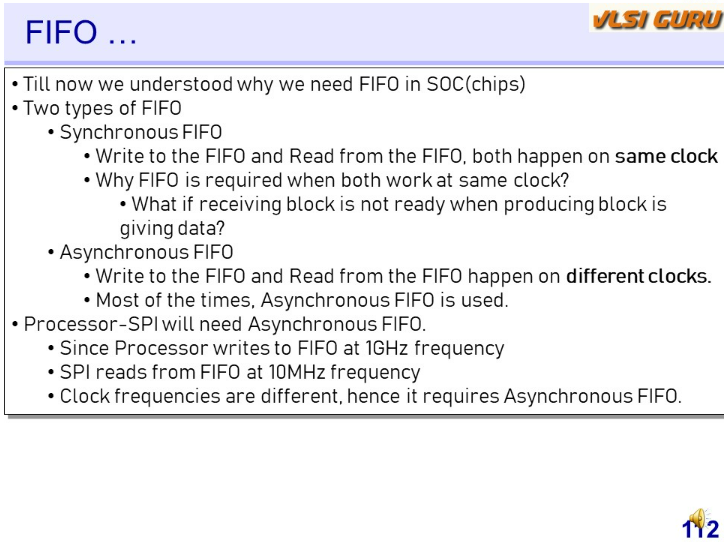 FIFO ...
VLSI GURU
• Till now we understood why we need FIFO in SOC(chips)
• Two types of FIFO
• Synchronous FIFO
• Write to the FIFO and Read from the FIFO, both happen on same clock
• Why FIFO is required when both work at same clock?
• What if receiving block is not ready when producing block is
giving data?
• Asynchronous FIFO
• Write to the FIFO and Read from the FIFO happen on different clocks.
• Most of the times, Asynchronous FIFO is used.
• Processor-SPI will need Asynchronous FIFO.
• Since Processor writes to FIFO at 1GHz frequency
• SPI reads from FIFO at 10MHz frequency
• Clock frequencies are different, hence it requires Asynchronous FIFO.
112